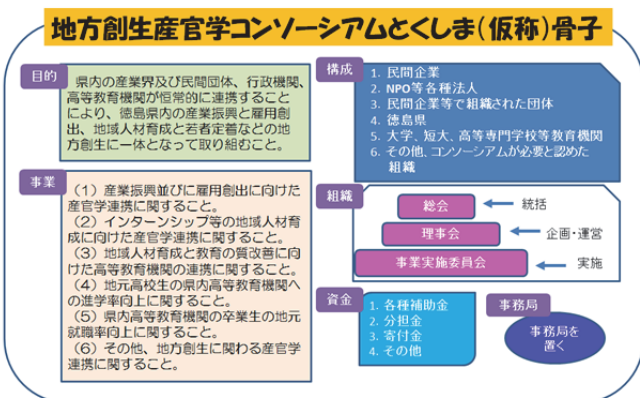 地方創生産官学コンソーシアムとくしま(仮称)骨子
目的
県内の産業界及び民間団体、行政機関、
高等教育機関が恒常的に連携すること
により、徳島県内の産業振興と雇用創
出、地域人材育成と若者定着などの地
方創生に一体となって取り組むこと。
事業
(1)産業振興並びに雇用創出に向けた
産官学連携に関すること。
(2)インターンシップ等の地域人材育
成に向けた産官学連携に関すること。
(3)地域人材育成と教育の質改善に向
けた高等教育機関の連携に関すること。
(4)地元高校生の県内高等教育機関へ
の進学率向上に関すること。
(5)県内高等教育機関の卒業生の地元
就職率向上に関すること。
(6)その他、地方創生に関わる産官学
連携に関すること。
構成
1. 民間企業
2. NPO等各種法人
3. 民間企業等で組織された団体
4. 徳島県
5. 大学、短大、高等専門学校等教育機関
6. その他、コンソーシアムが必要と認めた
組織
組織
総会
統括
理事会
企画・運営
事業実施委員会
実施
資金
1. 各種補助金
2. 分担金
3. 寄付金
4. その他
事務局
事務局を
置く